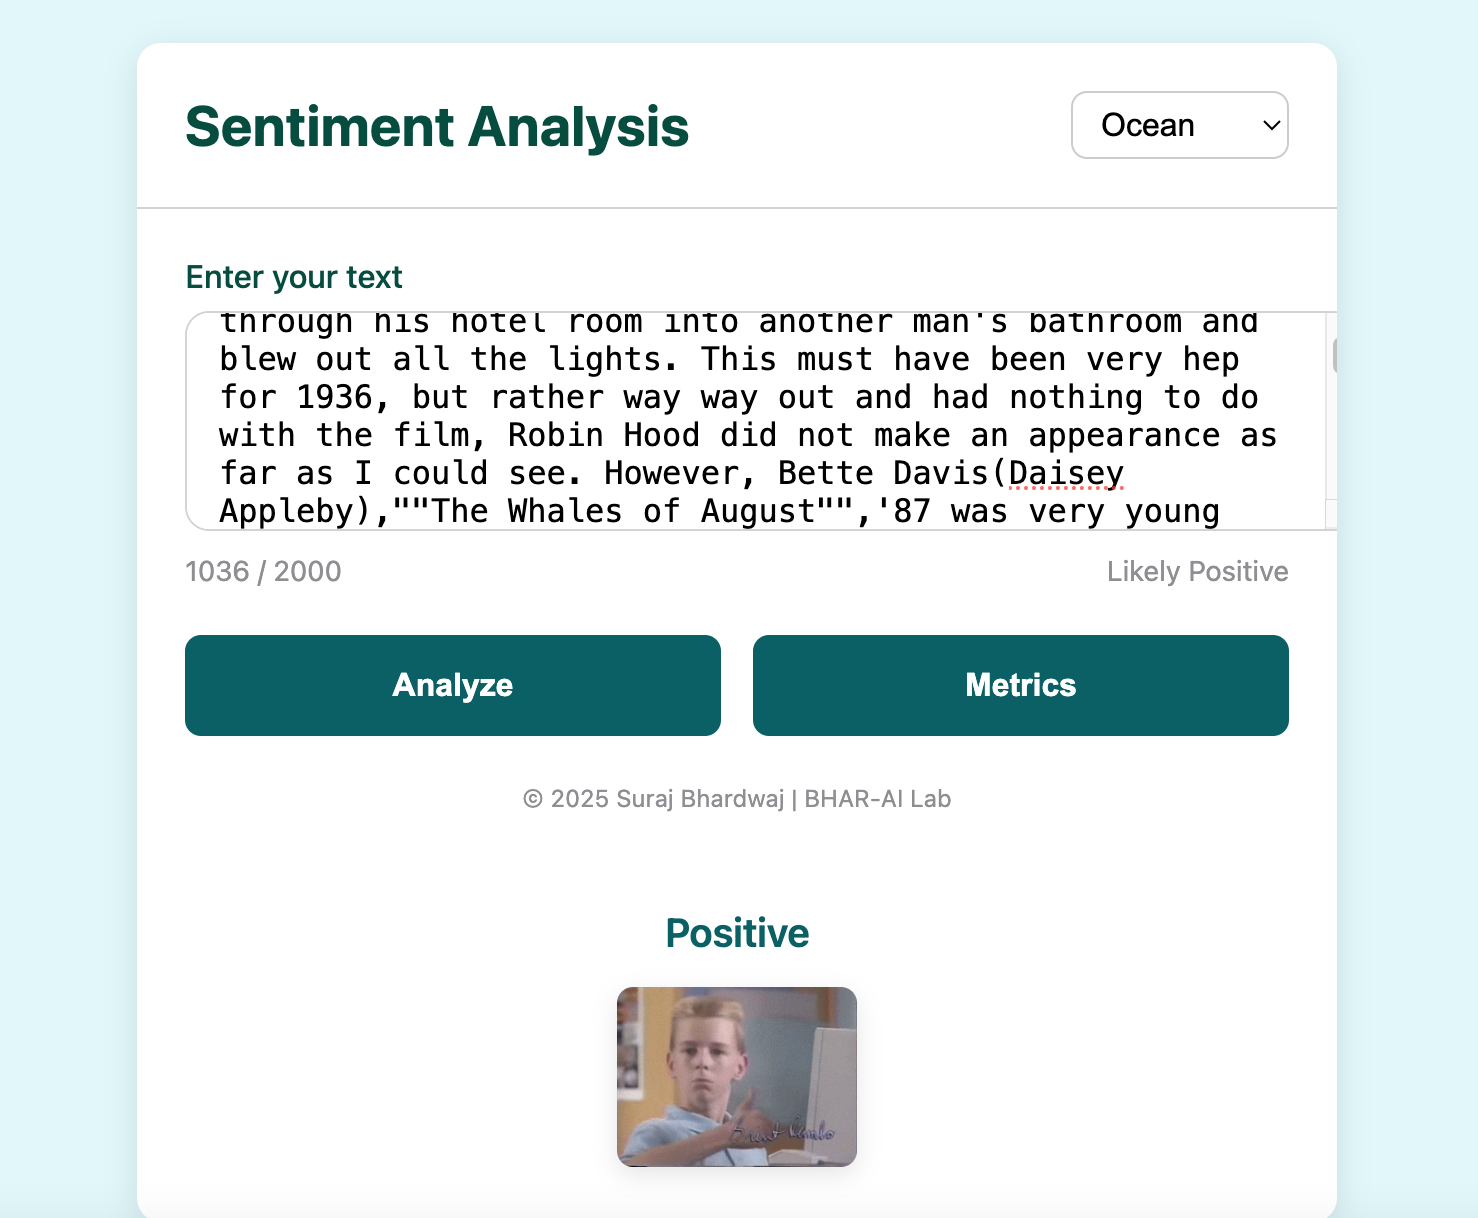 Sentiment Analysis
Ocean
Enter your text
through his hotel room into another man's bathroom and
blew out all the lights. This must have been very hep
for 1936, but rather way way out and had nothing to do
with the film, Robin Hood did not make an appearance as
far as I could see. However, Bette Davis(Daisey
Appleby),""The Whales of August"",'87 was very young
1036 / 2000
Likely Positive
Analyze
Metrics
© 2025 Suraj Bhardwaj | BHAR-AI Lab
Positive
Brent Rambo